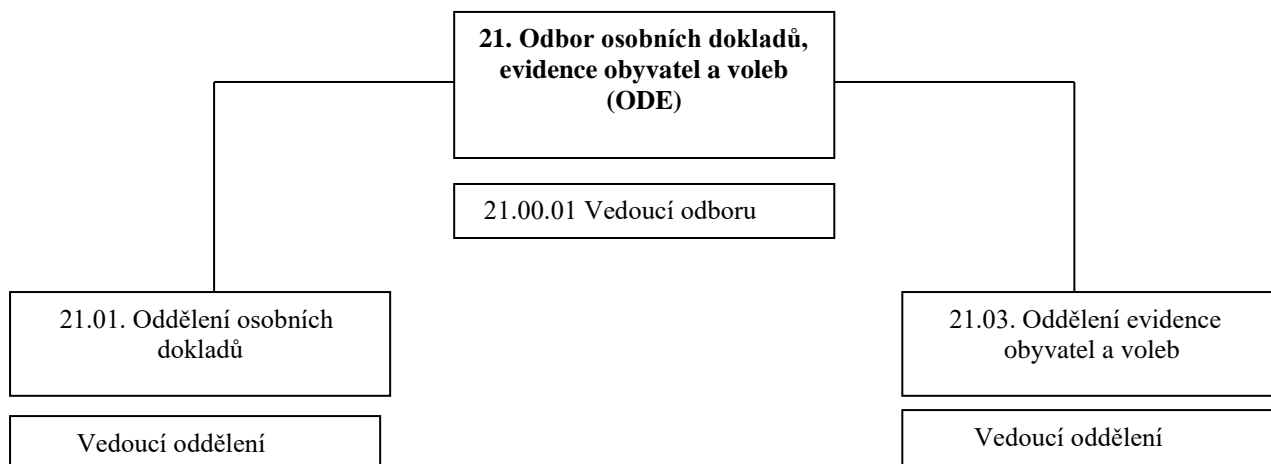 21. Odbor osobních dokladů,
evidence obyvatel a voleb
(ODE)
21.00.01 Vedoucí odboru
21.01. Oddělení osobních
dokladů
Vedoucí oddělení
21.03. Oddělení evidence
obyvatel a voleb
Vedoucí oddělení